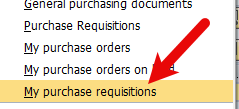 General purchasing documents
Purchase Requisitions
My purchase orders
My purchase orders on
My purchase requisitions